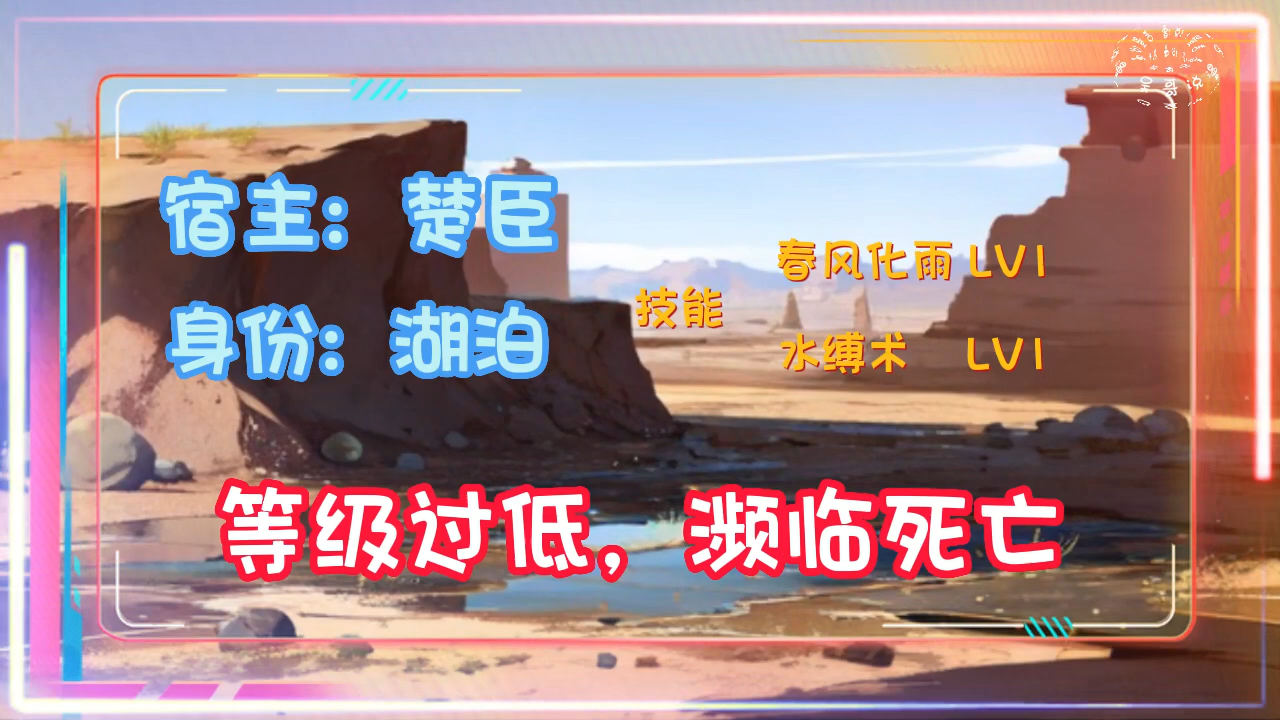 宿主：楚臣
身份：湖泊
技能
春风化雨 LV1
水缚术 LV1
等级过低，濒临死亡